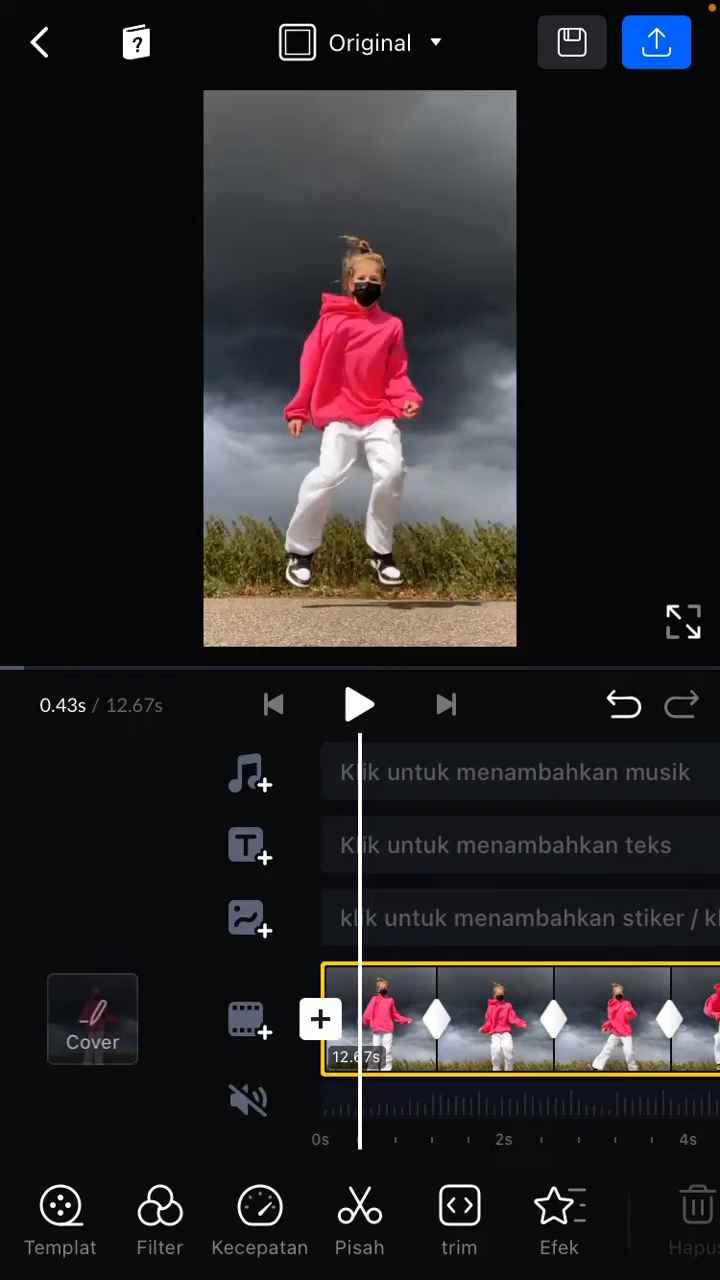 Original
0.43s / 12.67s
Klik untuk menambahkan musik
Klik untuk menambahkan teks
klik untuk menambahkan stiker / kl
Cover
12.67s
0s
2s
4s
Templat
Filter
Kecepatan
Pisah
trim
Efek
Hapus